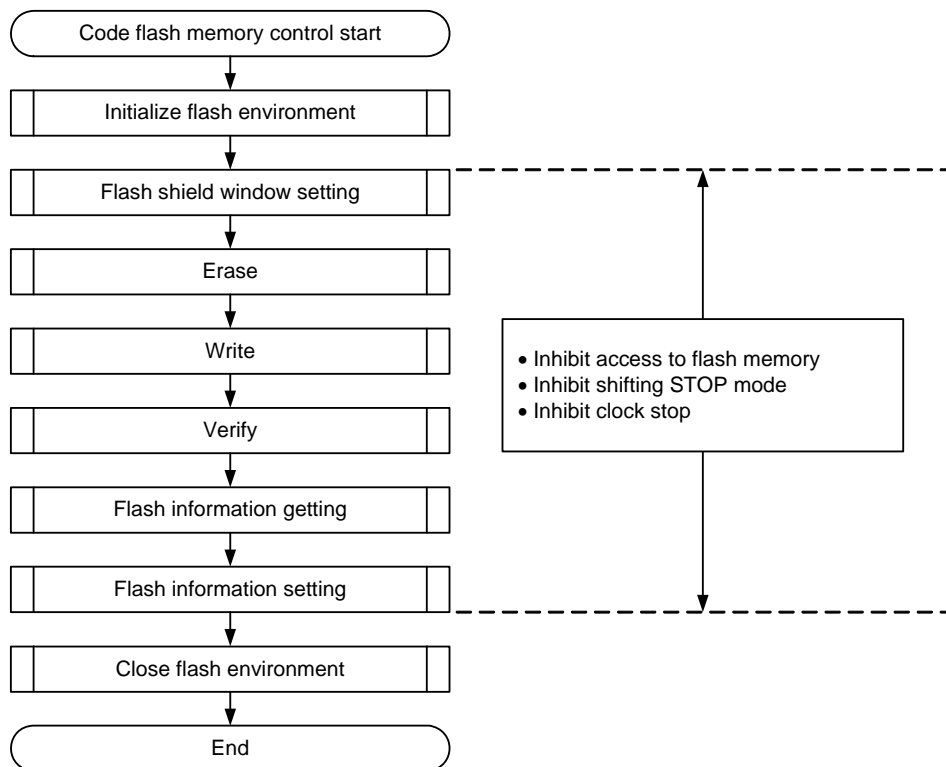 Code flash memory control start
Initialize flash environment
Flash shield window setting
Erase
Write
Verify
Flash information getting
Flash information setting
Close flash environment
End
• Inhibit access to flash memory
• Inhibit shifting STOP mode
• Inhibit clock stop